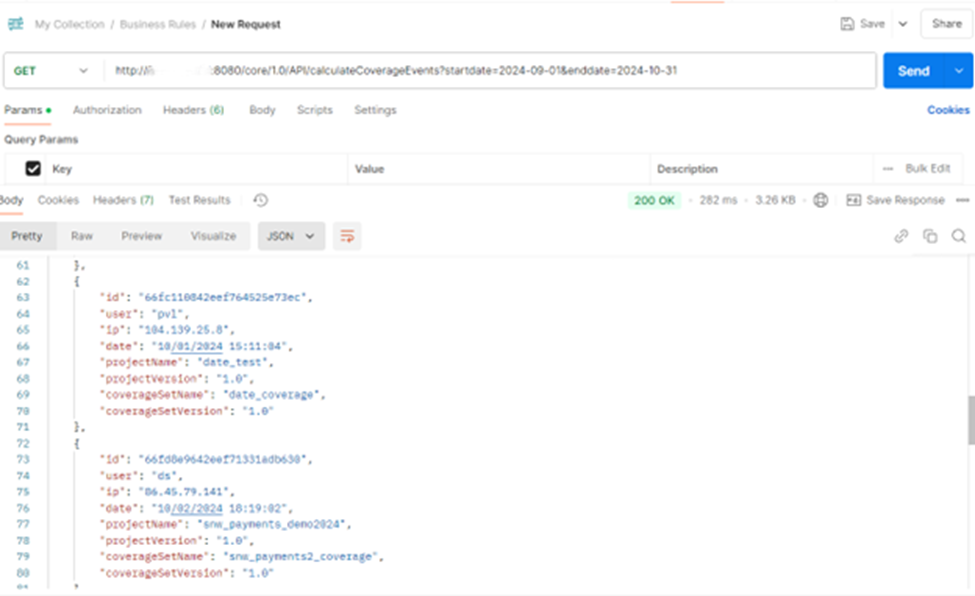 My Collection / Business Rules / New Request
Save
Share
GET
http://
:8080/core/1.0/API/calculateCoverageEvents?startdate=2024-09-01&enddate=2024-10-31
Send
Params
Authorization
Headers (6)
Body
Scripts
Settings
Cookies
Query Params
Key
Value
Description
Bulk Edit
Body
Cookies
Headers (7)
Test Results
200 OK
282 ms
3.26 KB
Save Response
Pretty
Raw
Preview
Visualize
JSON
61 },
62 {
63 "id": "66fc110842eef764525e73ec",
64 "user": "pvl",
65 "ip": "104.139.25.8",
66 "date": "10/01/2024 15:11:04",
67 "projectName": "date_test",
68 "projectVersion": "1.0",
69 "coverageSetName": "date_coverage",
70 "coverageSetVersion": "1.0"
71 },
72 {
73 "id": "66fd8e9642eef71331adb630",
74 "user": "ds",
75 "ip": "86.45.79.141",
76 "date": "10/02/2024 18:19:02",
77 "projectName": "snw_payments_demo2024",
78 "projectVersion": "1.0",
79 "coverageSetName": "snw_payments2_coverage",
80 "coverageSetVersion": "1.0"